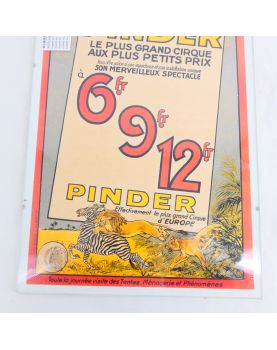 PINDER
LE PLUS GRAND CIRQUE
AUX PLUS PETITS PRIX
SON MERVEILLEUX SPECTACLE
à
6fr
9fr
12fr
PINDER
Effectivement le plus grand Cirque
d'EUROPE
Toute la journée visite des Tentes, Ménagerie et Phénomènes